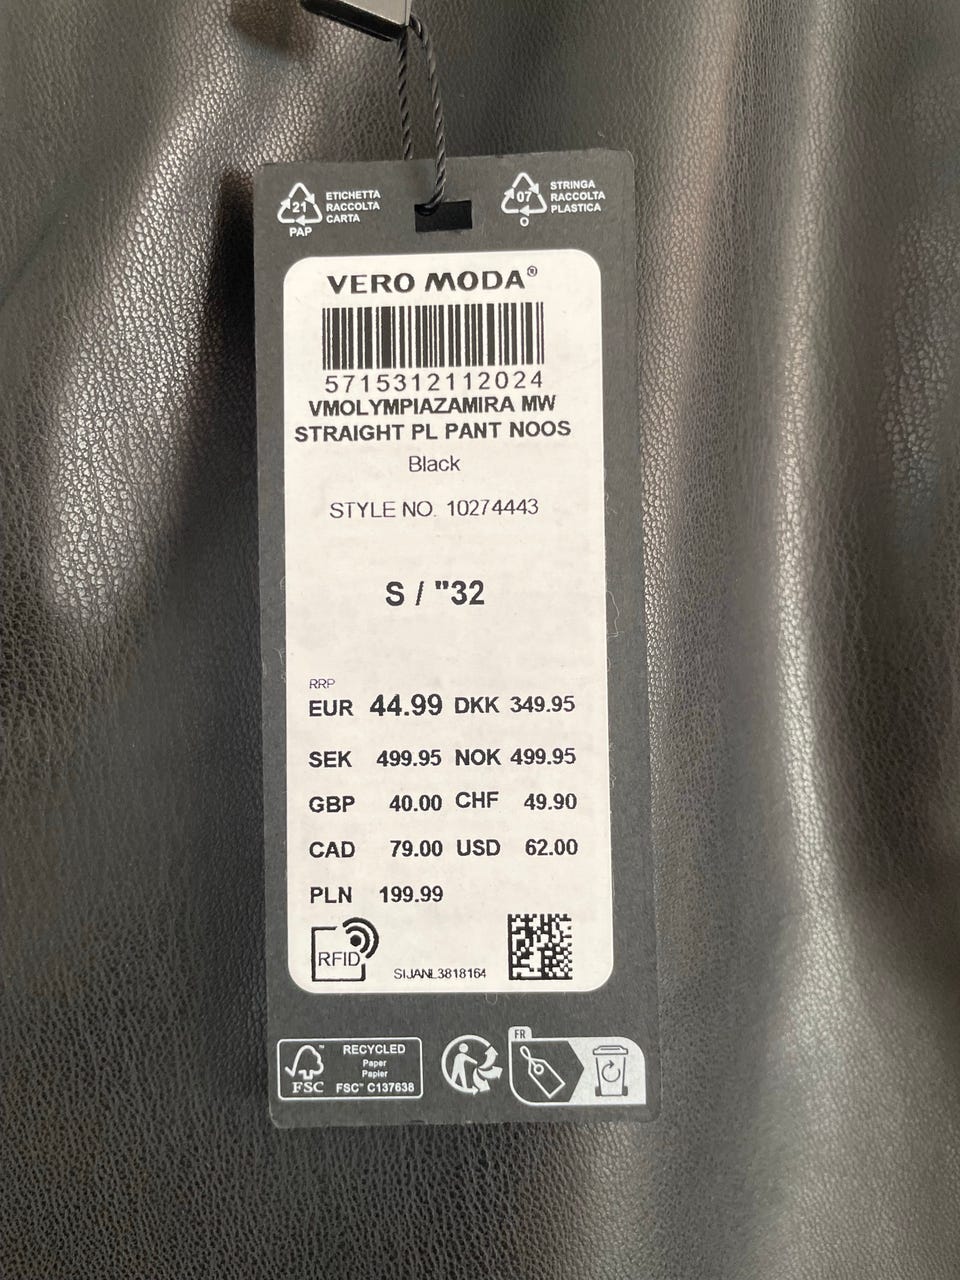 21
PAP
ETICHETTA
RACCOLTA
CARTA
07
O
STRINGA
RACCOLTA
PLASTICA
VERO MODA®
5715312112024
VMOLYMPIAZAMIRA MW
STRAIGHT PL PANT NOOS
Black
STYLE NO. 10274443
S / "32
RRP
EUR 44.99 DKK 349.95
SEK 499.95 NOK 499.95
GBP 40.00 CHF 49.90
CAD 79.00 USD 62.00
PLN 199.99
RFID
SIJANL3818164
FSC
RECYCLED
Paper
Papier
FSC™ C137638
FR